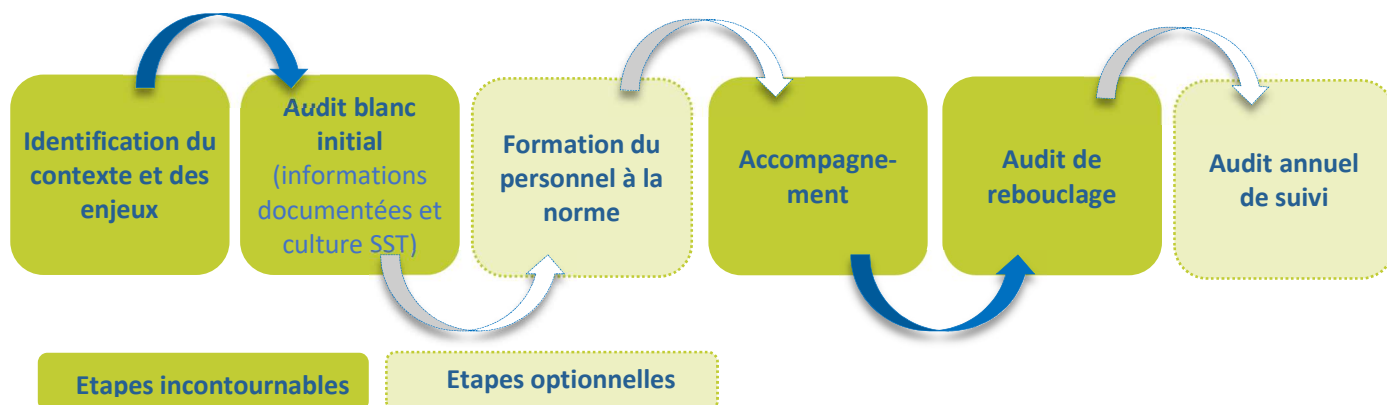 Identification du
contexte et des
enjeux
Audit blanc
initial
(informations
documentées et
culture SST)
Formation du
personnel à la
norme
Accompagne-
ment
Audit de
rebouclage
Audit annuel
de suivi
Etapes incontournables
Etapes optionnelles